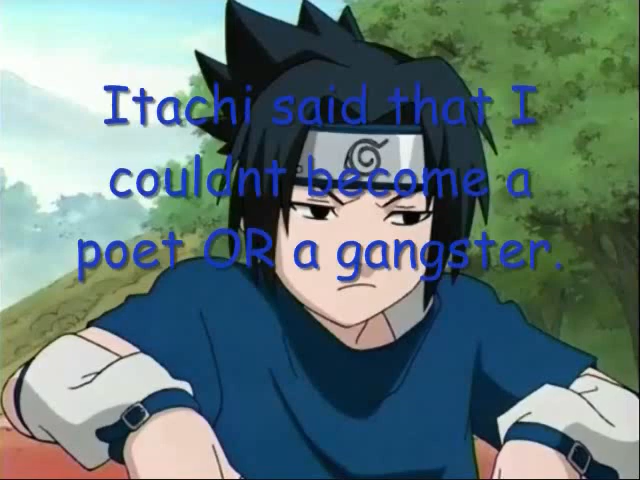 Itachi said that I
couldnt become a
poet OR a gangster.